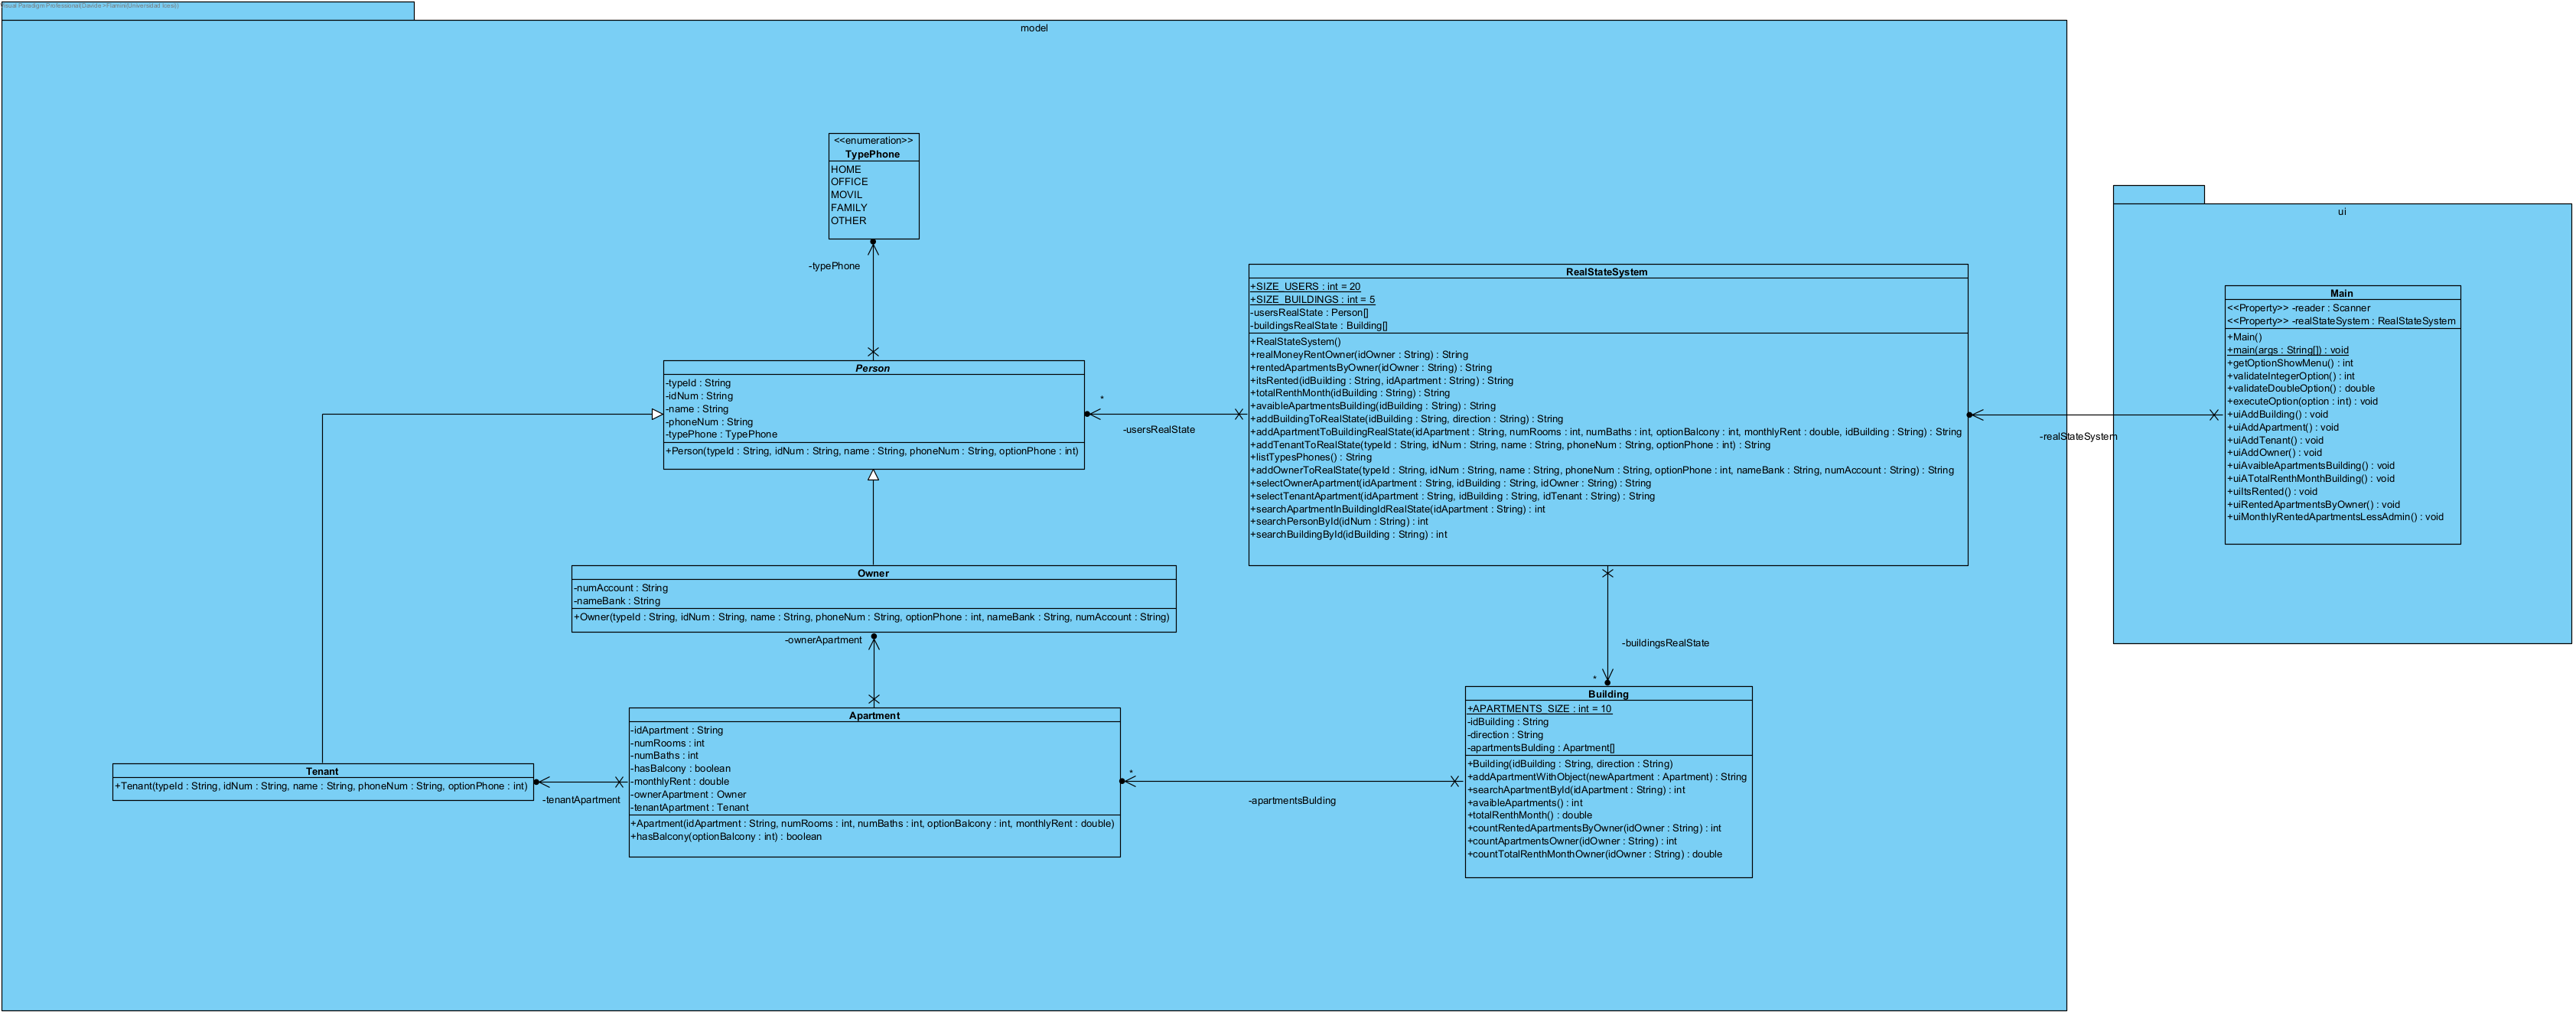 Visual Paradigm Professional(Davide >Flamini(Universidad Icesi))
model
<<enumeration>>
TypePhone
HOME
OFFICE
MOVIL
FAMILY
OTHER
-typePhone
Person
-typeId : String
-idNum : String
-name : String
-phoneNum : String
-typePhone : TypePhone
+Person(typeId : String, idNum : String, name : String, phoneNum : String, optionPhone : int)
*
-usersRealState
RealStateSystem
+SIZE_USERS : int = 20
+SIZE_BUILDINGS : int = 5
-usersRealState : Person[]
-buildingsRealState : Building[]
+RealStateSystem()
+realMoneyRentOwner(idOwner : String) : String
+rentedApartmentsByOwner(idOwner : String) : String
+itsRented(idBuilding : String, idApartment : String) : String
+totalRenthMonth(idBuilding : String) : String
+avaibleApartmentsBuilding(idBuilding : String) : String
+addBuildingToRealState(idBuilding : String, direction : String) : String
+addApartmentToBuildingRealState(idApartment : String, numRooms : int, numBaths : int, optionBalcony : int, monthlyRent : double, idBuilding : String) : String
+addTenantToRealState(typeId : String, idNum : String, name : String, phoneNum : String, optionPhone : int) : String
+listTypesPhones() : String
+addOwnerToRealState(typeId : String, idNum : String, name : String, phoneNum : String, optionPhone : int, nameBank : String, numAccount : String) : String
+selectOwnerApartment(idApartment : String, idBuilding : String, idOwner : String) : String
+selectTenantApartment(idApartment : String, idBuilding : String, idTenant : String) : String
+searchApartmentInBuildingIdRealState(idApartment : String) : int
+searchPersonById(idNum : String) : int
+searchBuildingById(idBuilding : String) : int
-realStateSystem
ui
Main
<<Property>> -reader : Scanner
<<Property>> -realStateSystem : RealStateSystem
+Main()
+main(args : String[]) : void
+getOptionShowMenu() : int
+validateIntegerOption() : int
+validateDoubleOption() : double
+executeOption(option : int) : void
+uiAddBuilding() : void
+uiAddApartment() : void
+uiAddTenant() : void
+uiAddOwner() : void
+uiAvaibleApartmentsBuilding() : void
+uiATotalRenthMonthBuilding() : void
+uiItsRented() : void
+uiRentedApartmentsByOwner() : void
+uiMonthlyRentedApartmentsLessAdmin() : void
Owner
-numAccount : String
-nameBank : String
+Owner(typeId : String, idNum : String, name : String, phoneNum : String, optionPhone : int, nameBank : String, numAccount : String)
-ownerApartment
-buildingsRealState
*
Tenant
+Tenant(typeId : String, idNum : String, name : String, phoneNum : String, optionPhone : int)
-tenantApartment
Apartment
-idApartment : String
-numRooms : int
-numBaths : int
-hasBalcony : boolean
-monthlyRent : double
-ownerApartment : Owner
-tenantApartment : Tenant
+Apartment(idApartment : String, numRooms : int, numBaths : int, optionBalcony : int, monthlyRent : double)
+hasBalcony(optionBalcony : int) : boolean
*
-apartmentsBulding
Building
+APARTMENTS_SIZE : int = 10
-idBuilding : String
-direction : String
-apartmentsBulding : Apartment[]
+Building(idBuilding : String, direction : String)
+addApartmentWithObject(newApartment : Apartment) : String
+searchApartmentById(idApartment : String) : int
+avaibleApartments() : int
+totalRenthMonth() : double
+countRentedApartmentsByOwner(idOwner : String) : int
+countApartmentsOwner(idOwner : String) : int
+countTotalRenthMonthOwner(idOwner : String) : double